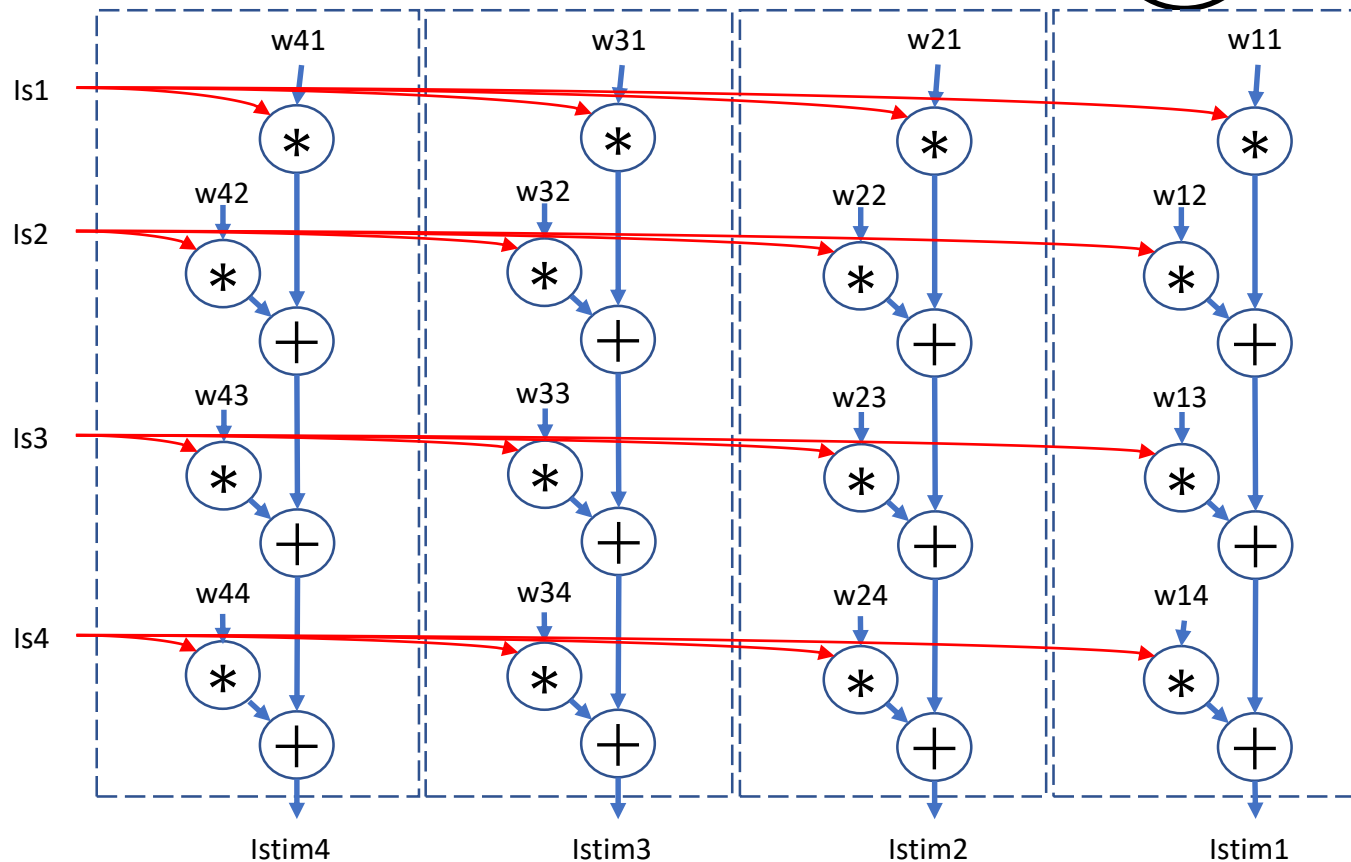 w41 w31 w21 w11
Is1
* * * *
w42 w32 w22 w12
Is2
* * * *
+ + + +
w43 w33 w23 w13
Is3
* * * *
+ + + +
w44 w34 w24 w14
Is4
* * * *
+ + + +
Istim4 Istim3 Istim2 Istim1